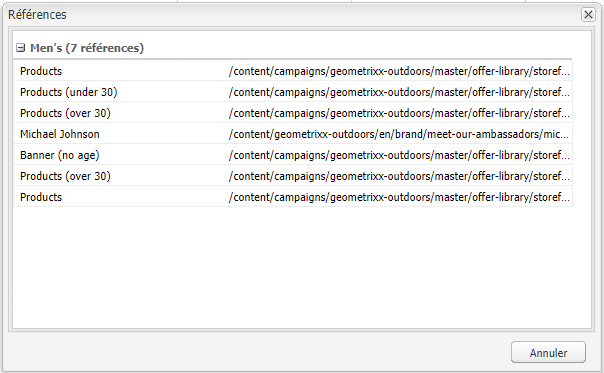 Références
Men's (7 références)
Products /content/campaigns/geometrixx-outdoors/master/offer-library/storef...
Products (under 30) /content/campaigns/geometrixx-outdoors/master/offer-library/storef...
Products (over 30) /content/campaigns/geometrixx-outdoors/master/offer-library/storef...
Michael Johnson /content/geometrixx-outdoors/en/brand/meet-our-ambassadors/mic...
Banner (no age) /content/campaigns/geometrixx-outdoors/master/offer-library/storef...
Products (over 30) /content/campaigns/geometrixx-outdoors/master/offer-library/storef...
Products /content/campaigns/geometrixx-outdoors/master/offer-library/storef...
Annuler